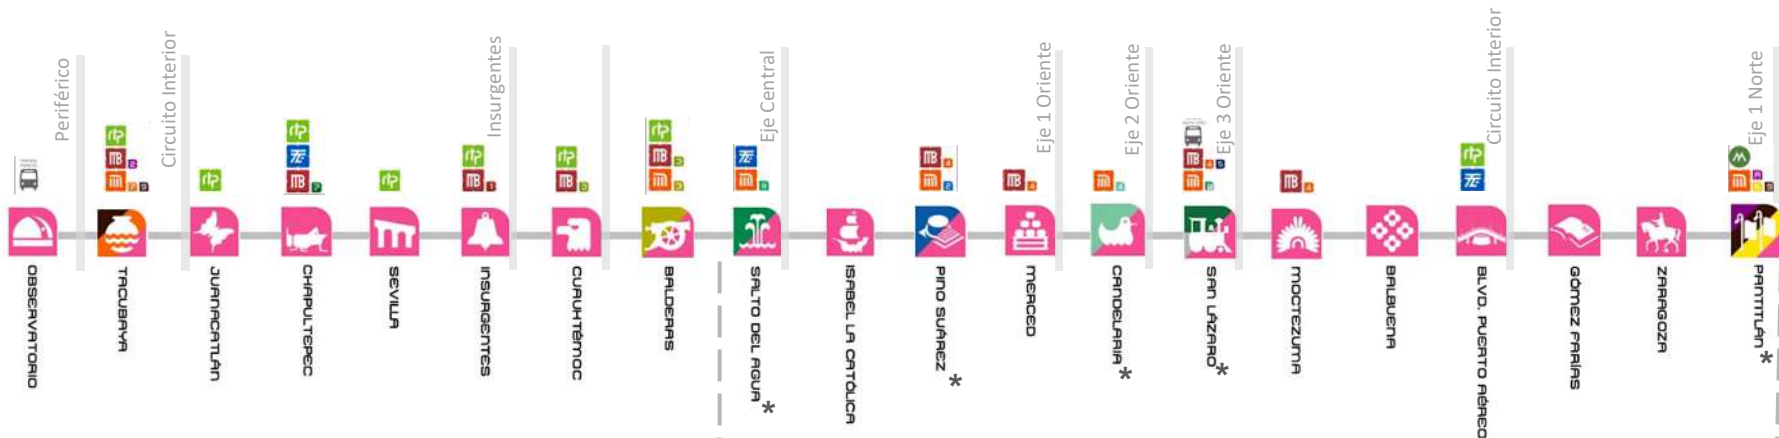 Periférico
Circuito Interior
Insurgentes
Eje Central
Eje 1 Oriente
Eje 2 Oriente
Eje 3 Oriente
Circuito Interior
Eje 1 Norte
OBSERVATORIO
TACUBAYA
JUANACATLÁN
CHAPULTEPEC
SEVILLA
INSURGENTES
CUAUHTÉMOC
BALDERAS
SALTO DEL AGUA *
ISABEL LA CATÓLICA
PINO SUÁREZ *
MERCED
CANDELARIA *
SAN LÁZARO *
MOCTEZUMA
BALBUENA
BLVD. PUERTO AÉREO
GÓMEZ FARÍAS
ZARAGOZA
PANTITLÁN *